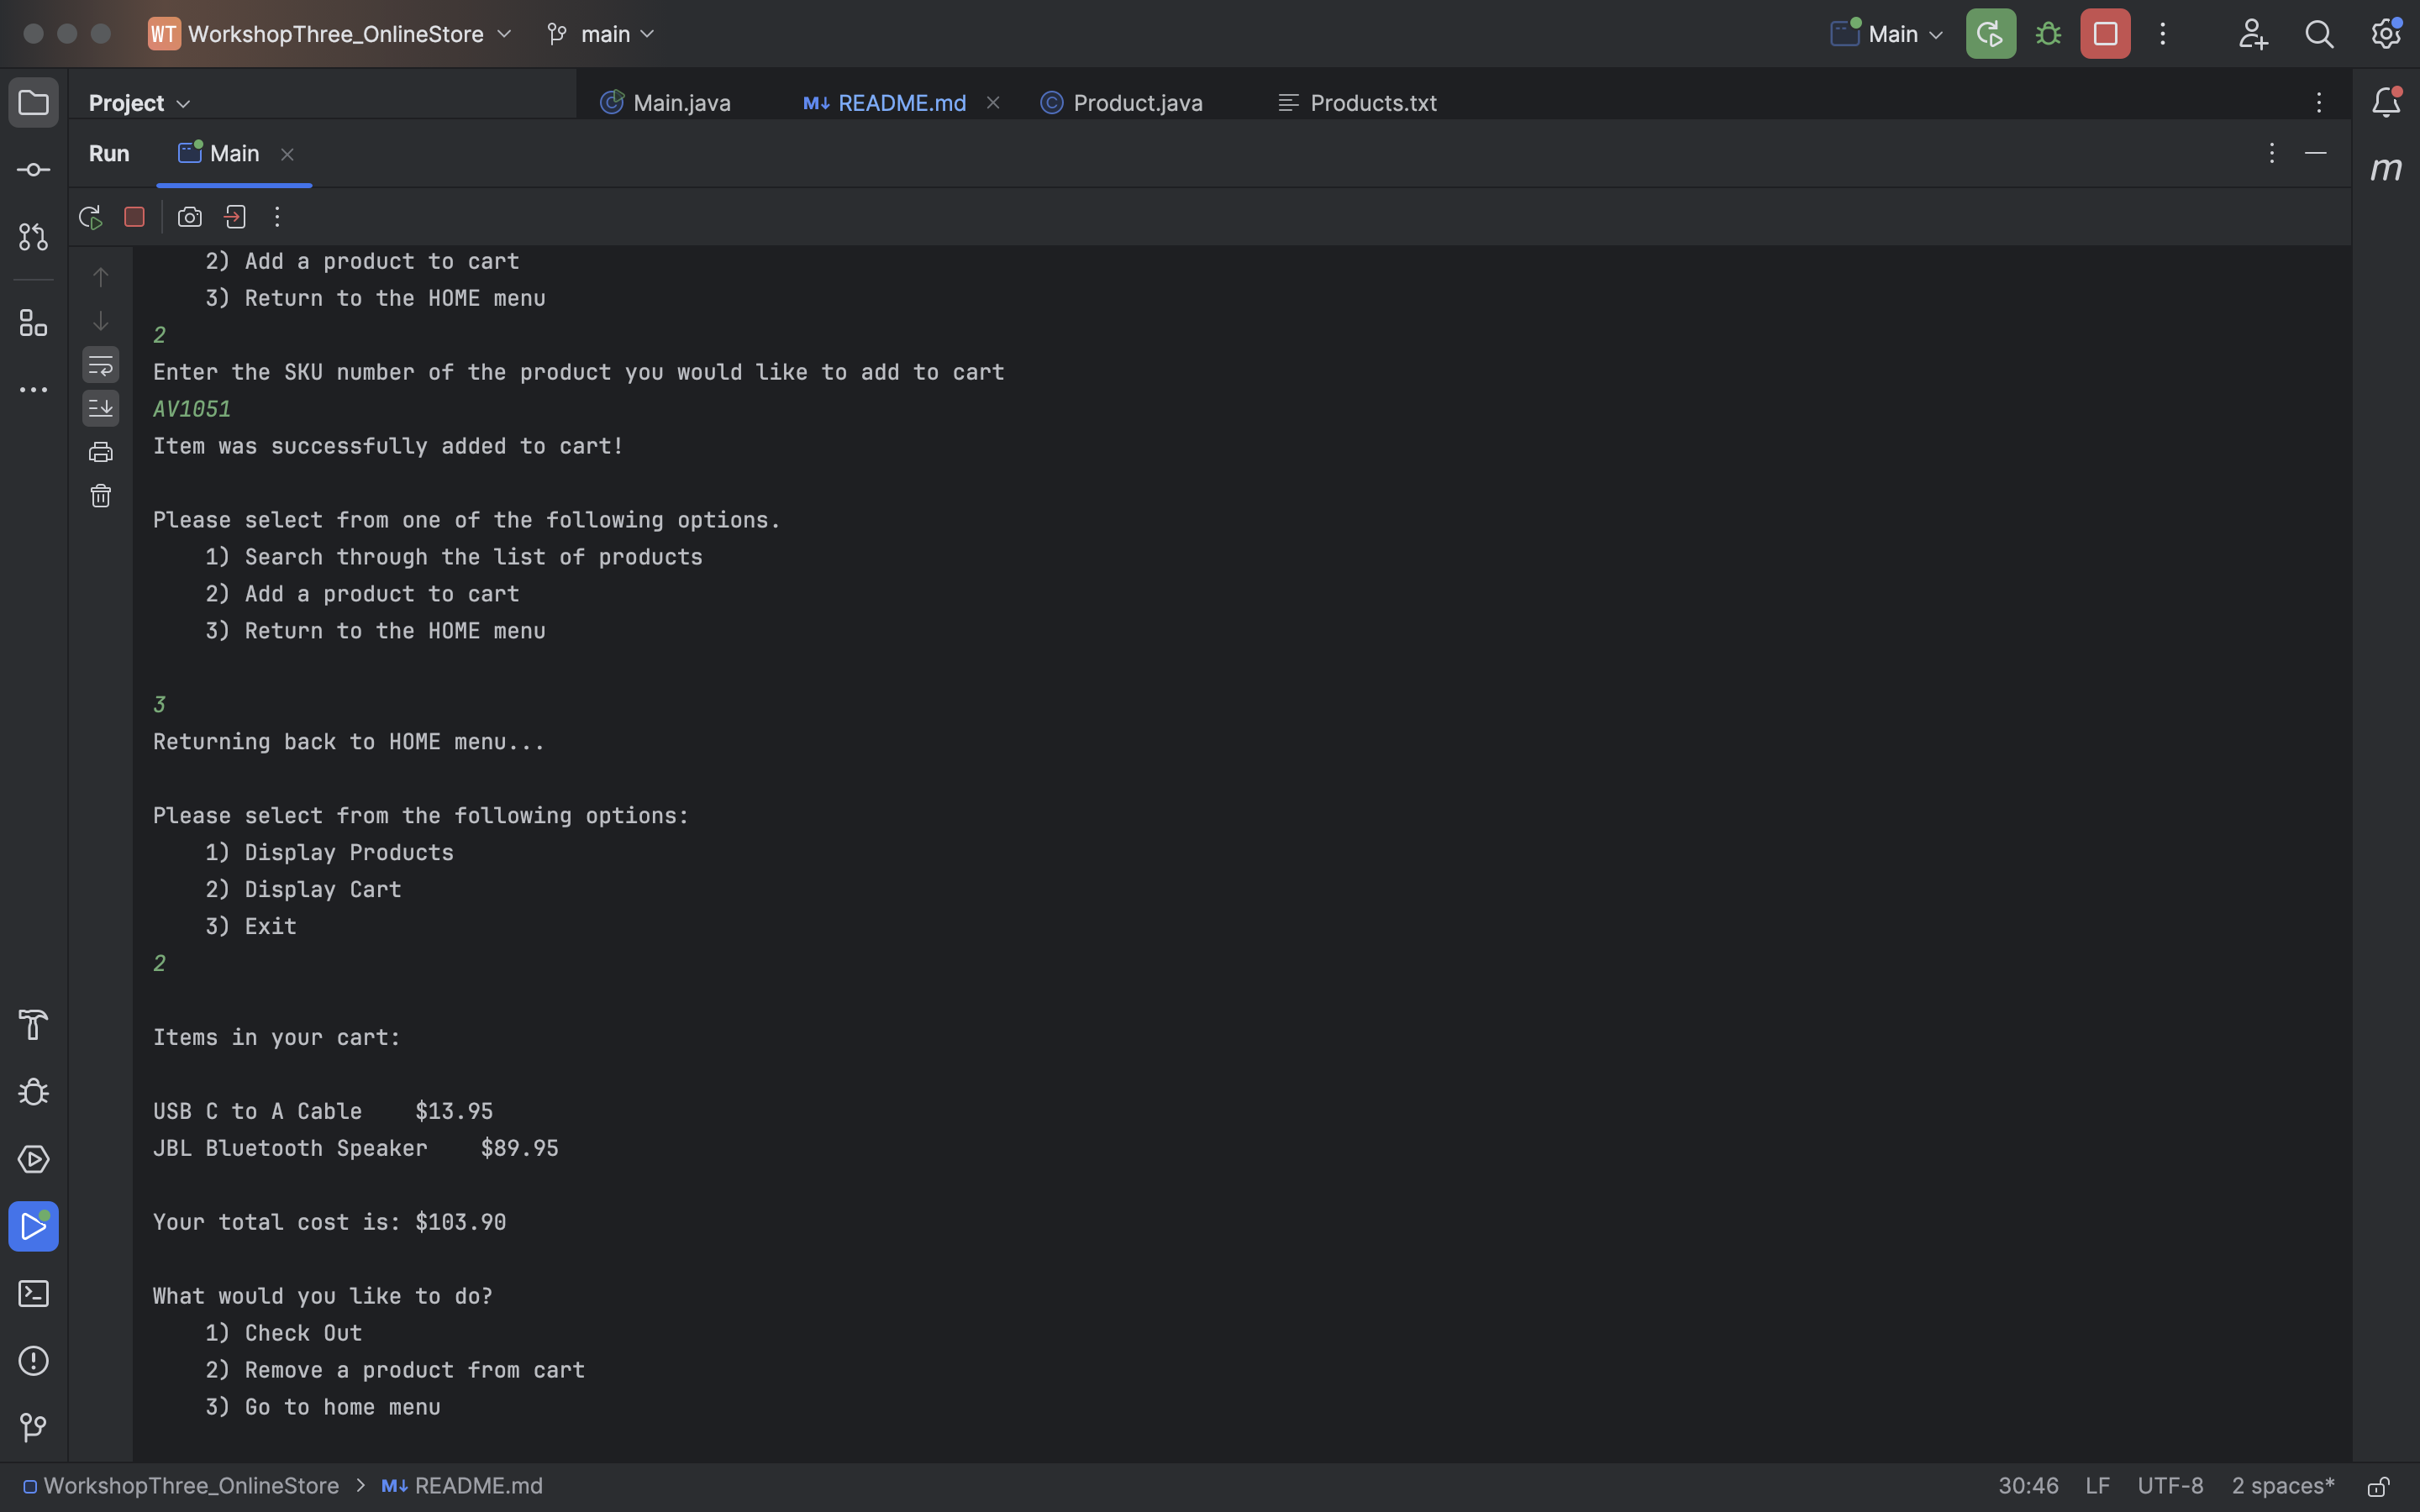 WT WorkshopThree_OnlineStore main Main
Project Main.java M↓ README.md Product.java Products.txt
Run Main
m
2) Add a product to cart
3) Return to the HOME menu
2
Enter the SKU number of the product you would like to add to cart
AV1051
Item was successfully added to cart!
Please select from one of the following options.
1) Search through the list of products
2) Add a product to cart
3) Return to the HOME menu
3
Returning back to HOME menu...
Please select from the following options:
1) Display Products
2) Display Cart
3) Exit
2
Items in your cart:
USB C to A Cable    $13.95
JBL Bluetooth Speaker    $89.95
Your total cost is: $103.90
What would you like to do?
1) Check Out
2) Remove a product from cart
3) Go to home menu
WorkshopThree_OnlineStore > M↓ README.md 30:46 LF UTF-8 2 spaces*